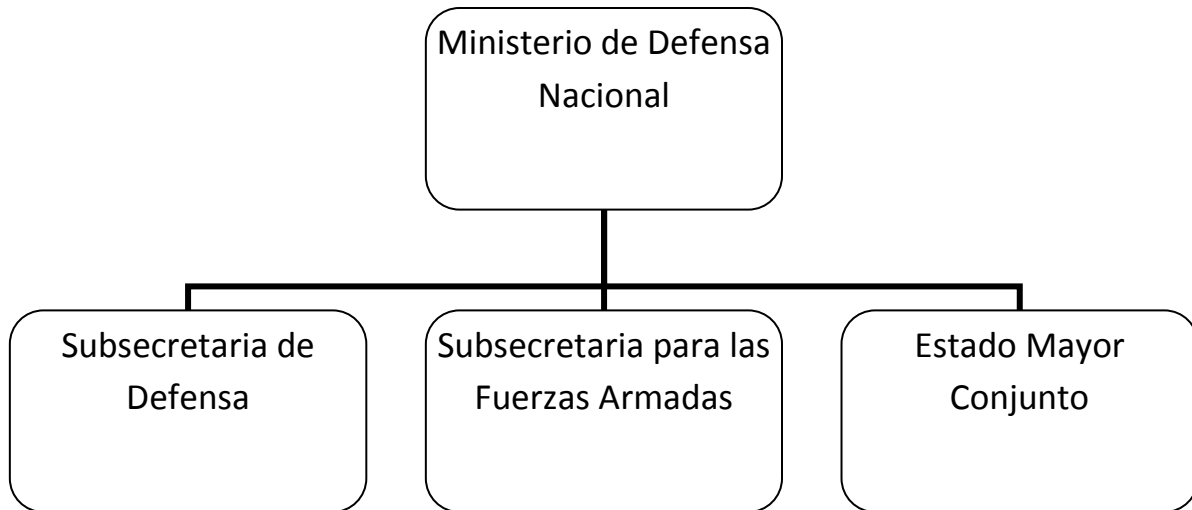 Ministerio de Defensa
Nacional
Subsecretaria de
Defensa
Subsecretaria para las
Fuerzas Armadas
Estado Mayor
Conjunto